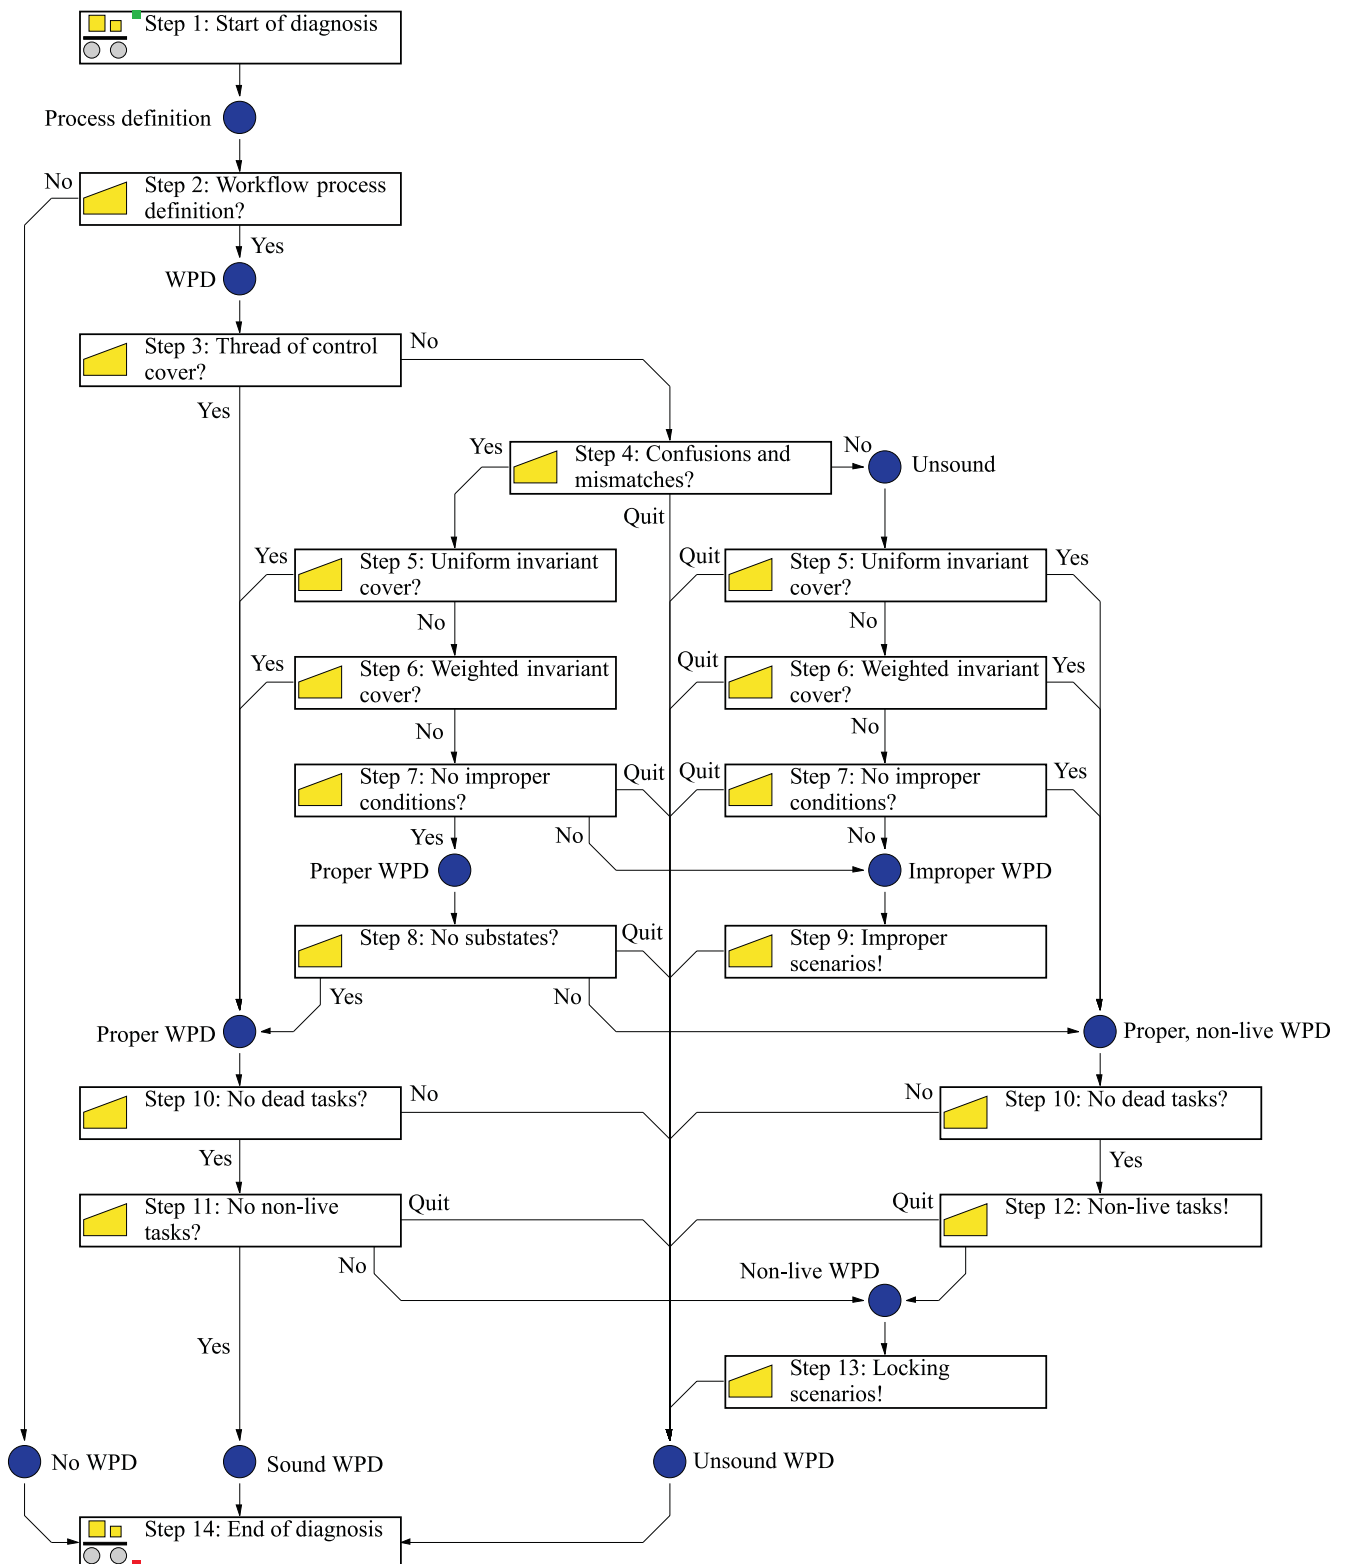 Step 1: Start of diagnosis
Process definition
No
Step 2: Workflow process
definition?
Yes
WPD
Step 3: Thread of control
cover?
No
Yes
Yes
Step 4: Confusions and
mismatches?
No
Unsound
Quit
Yes
Step 5: Uniform invariant
cover?
Quit
Step 5: Uniform invariant
cover?
Yes
No
No
Yes
Step 6: Weighted invariant
cover?
Quit
Step 6: Weighted invariant
cover?
Yes
No
No
Step 7: No improper
conditions?
Quit
Quit
Step 7: No improper
conditions?
Yes
Yes
No
No
Proper WPD
Improper WPD
Step 8: No substates?
Quit
Step 9: Improper
scenarios!
Yes
No
Proper WPD
Proper, non-live WPD
Step 10: No dead tasks?
No
No
Step 10: No dead tasks?
Yes
Yes
Step 11: No non-live
tasks?
Quit
Quit
Step 12: Non-live tasks!
No
Non-live WPD
Yes
Step 13: Locking
scenarios!
No WPD
Sound WPD
Unsound WPD
Step 14: End of diagnosis